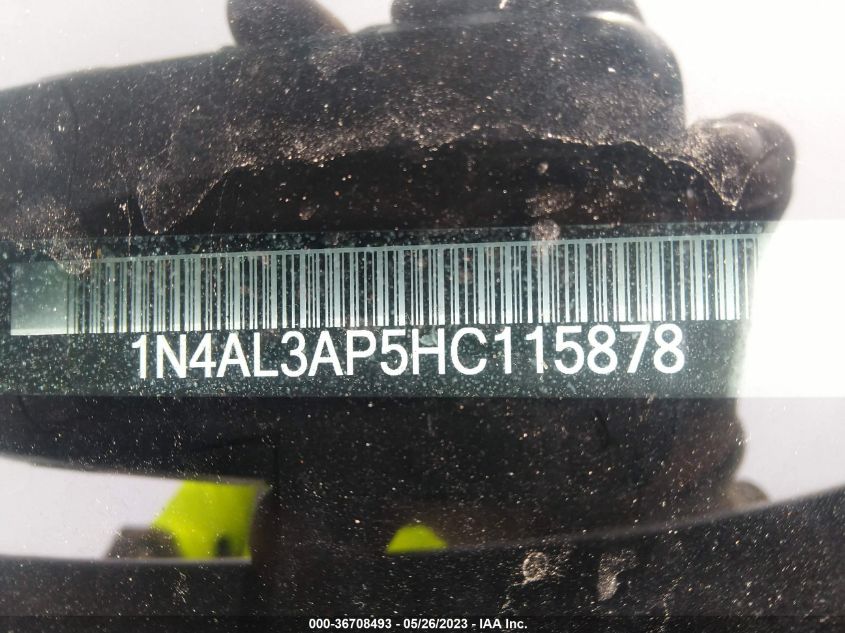 1N4AL3AP5HC115878
000-36708493 - 05/26/2023 - IAA Inc.